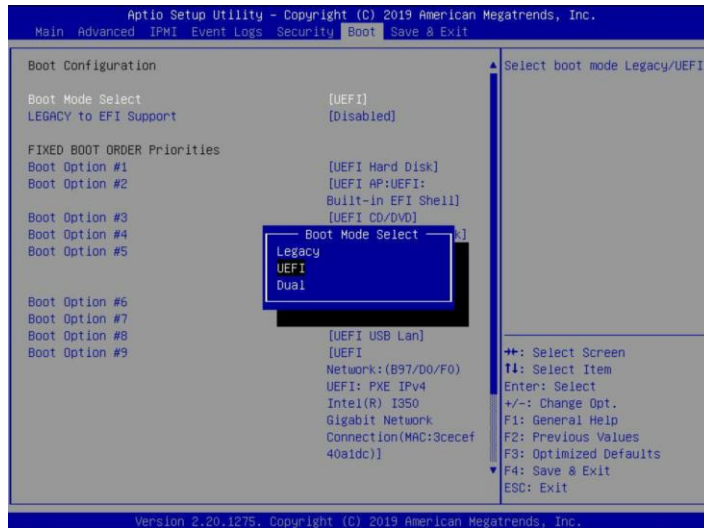 Aptio Setup Utility – Copyright (C) 2019 American Megatrends, Inc.
Main Advanced IPMI Event Logs Security Boot Save & Exit
Boot Configuration
Boot Mode Select [UEFI]
LEGACY to EFI Support [Disabled]
FIXED BOOT ORDER Priorities
Boot Option #1 [UEFI Hard Disk]
Boot Option #2 [UEFI AP:UEFI:
Built-in EFI Shell]
Boot Option #3 [UEFI CD/DVD]
Boot Option #4 k]
Boot Option #5
Boot Option #6
Boot Option #7
Boot Option #8 [UEFI USB Lan]
Boot Option #9 [UEFI
Network:(B97/D0/F0)
UEFI: PXE IPv4
Intel(R) I350
Gigabit Network
Connection(MAC:3cecef
40a1dc)]
Boot Mode Select
Legacy
UEFI
Dual
Select boot mode Legacy/UEFI
→←: Select Screen
↑↓: Select Item
Enter: Select
+/-: Change Opt.
F1: General Help
F2: Previous Values
F3: Optimized Defaults
F4: Save & Exit
ESC: Exit
Version 2.20.1275. Copyright (C) 2019 American Megatrends, Inc.